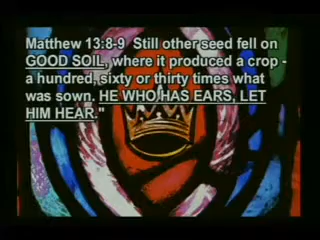 Matthew 13:8-9  Still other seed fell on
GOOD SOIL, where it produced a crop -
a hundred, sixty or thirty times what
was sown. HE WHO HAS EARS, LET
HIM HEAR."